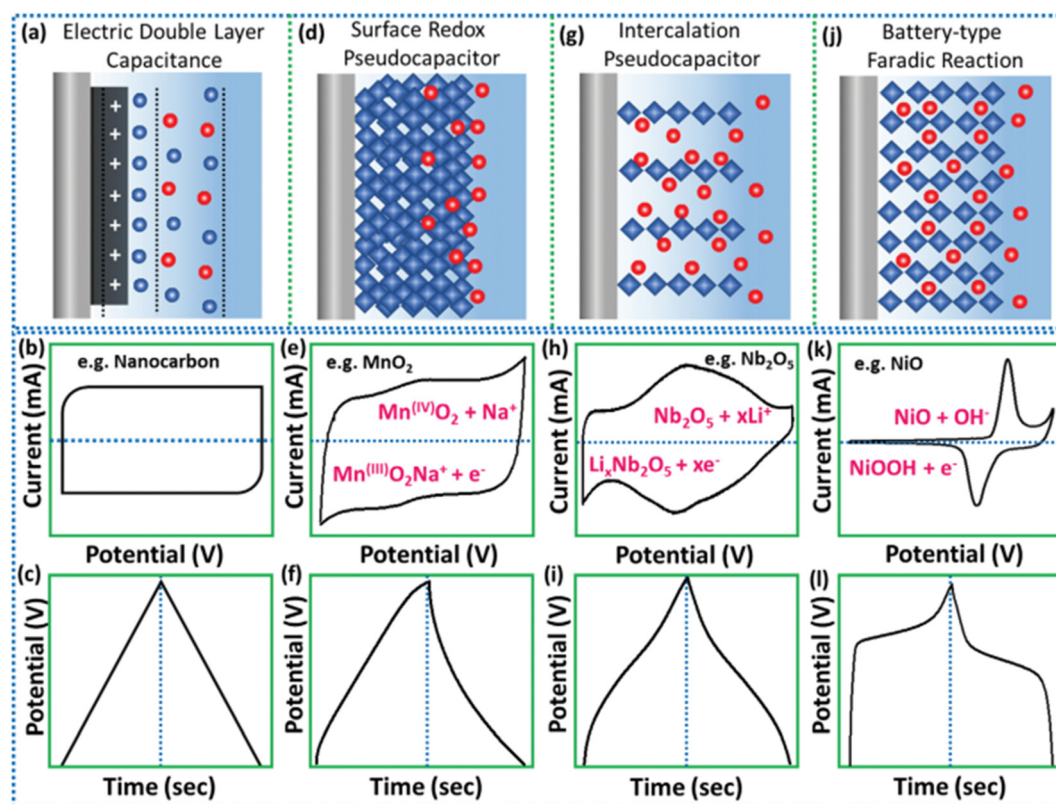 (a) Electric Double Layer
Capacitance
(d) Surface Redox
Pseudocapacitor
(g) Intercalation
Pseudocapacitor
(j) Battery-type
Faradic Reaction
+
+
+
+
+
+
+
(b) e.g. Nanocarbon
Current (mA)
Potential (V)
(e) e.g. MnO₂
Mn⁽ᴵⱽ⁾O₂ + Na⁺
Mn⁽ᴵᴵᴵ⁾O₂Na⁺ + e⁻
Current (mA)
Potential (V)
(h) e.g. Nb₂O₅
Nb₂O₅ + xLi⁺
LiₓNb₂O₅ + xe⁻
Current (mA)
Potential (V)
(k) e.g. NiO
NiO + OH⁻
NiOOH + e⁻
Current (mA)
Potential (V)
(c)
Potential (V)
Time (sec)
(f)
Potential (V)
Time (sec)
(i)
Potential (V)
Time (sec)
(l)
Potential (V)
Time (sec)